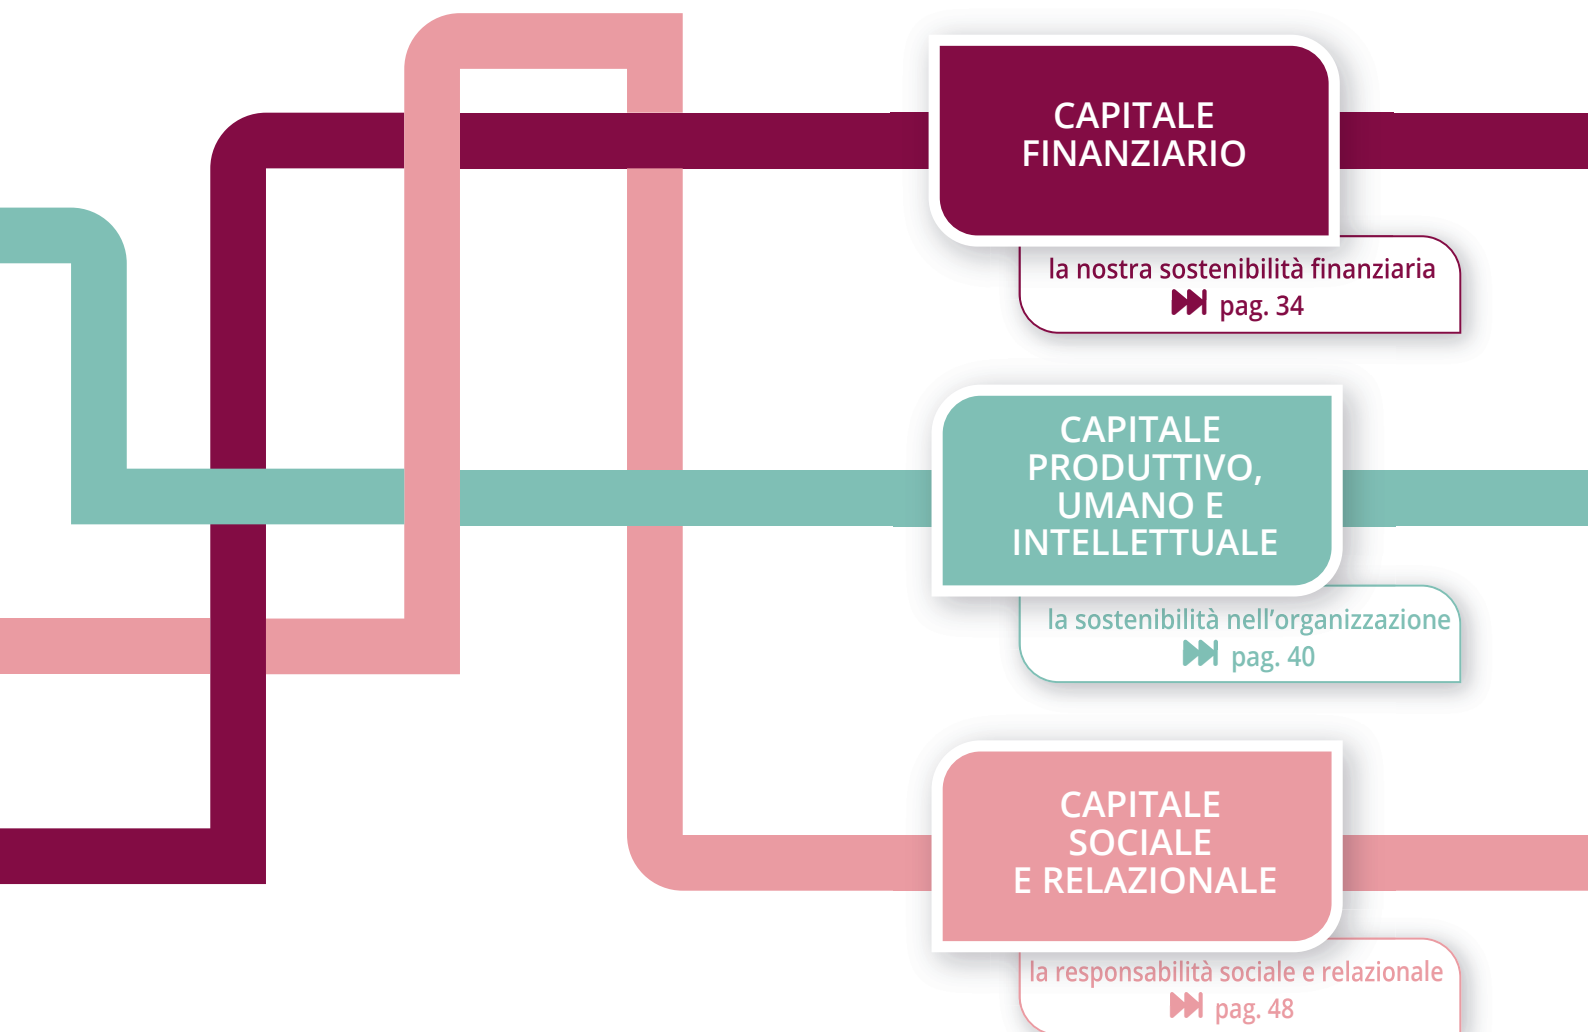 CAPITALE
FINANZIARIO
la nostra sostenibilità finanziaria
pag. 34
CAPITALE
PRODUTTIVO,
UMANO E
INTELLETTUALE
la sostenibilità nell’organizzazione
pag. 40
CAPITALE
SOCIALE
E RELAZIONALE
la responsabilità sociale e relazionale
pag. 48